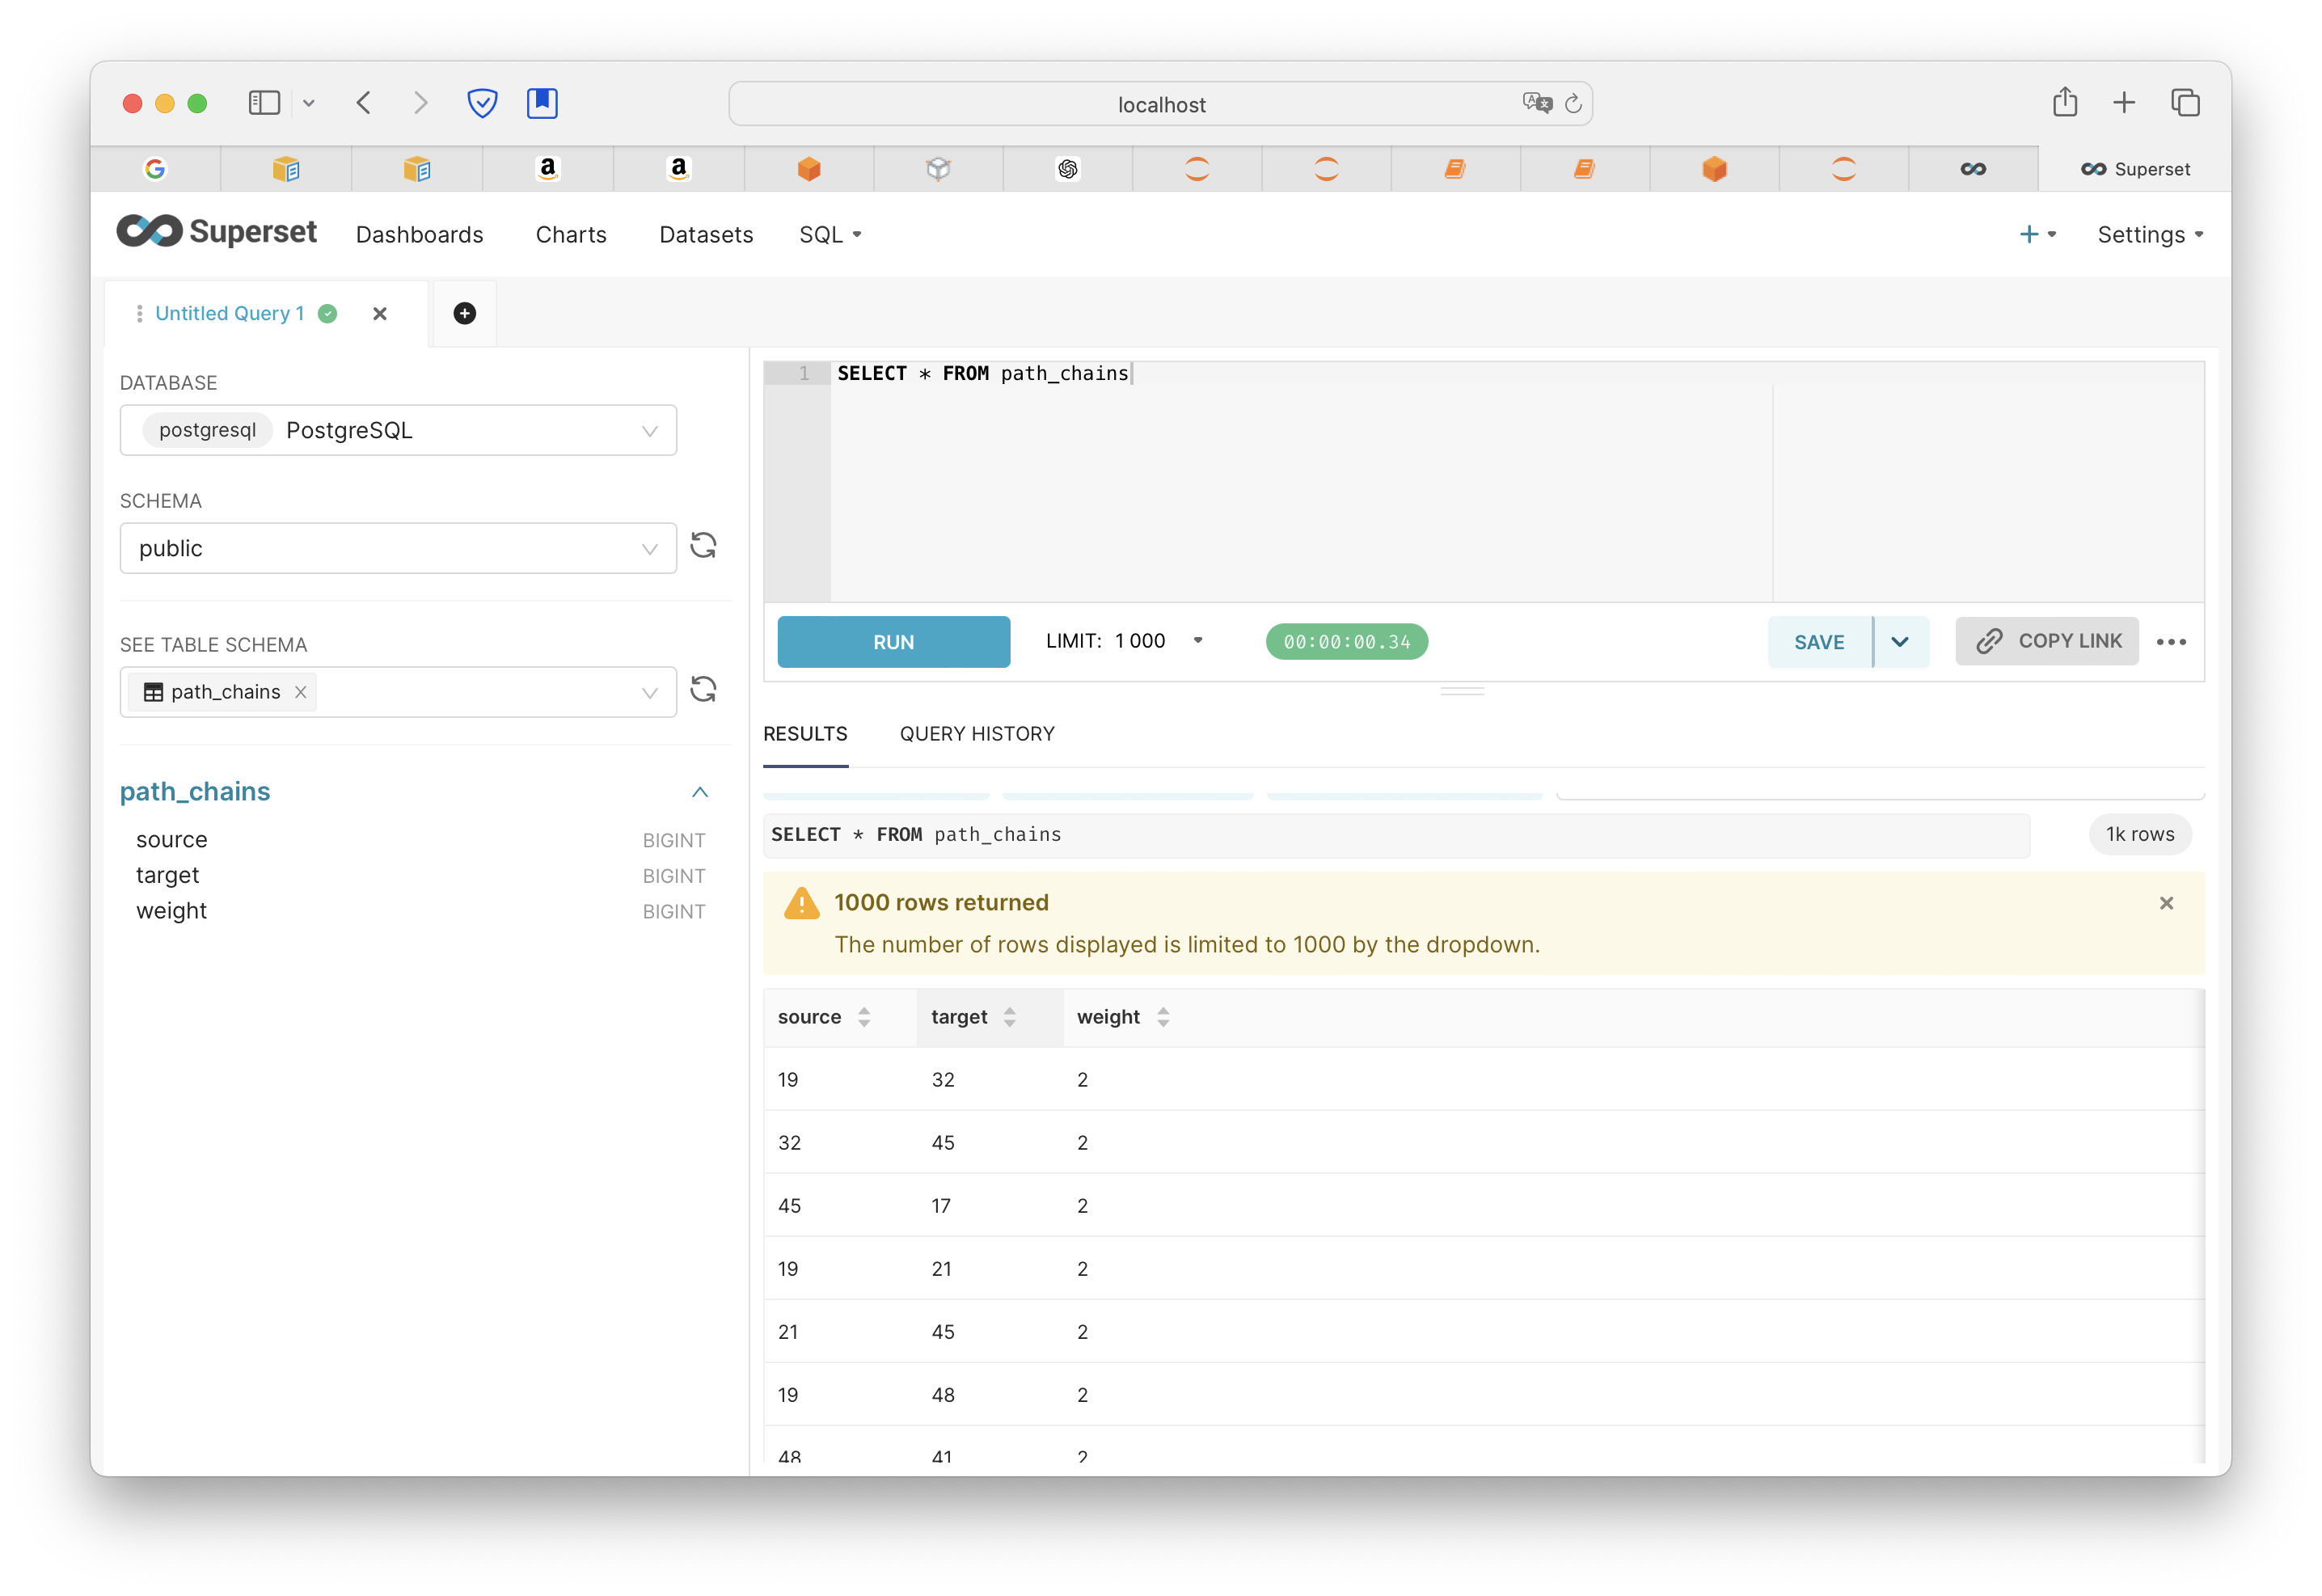 localhost
Superset
Superset Dashboards Charts Datasets SQL + Settings
Untitled Query 1
DATABASE
postgresql PostgreSQL
SCHEMA
public
SEE TABLE SCHEMA
path_chains
path_chains
source BIGINT
target BIGINT
weight BIGINT
1 SELECT * FROM path_chains
RUN LIMIT: 1 000 00:00:00.34 SAVE COPY LINK
RESULTS QUERY HISTORY
SELECT * FROM path_chains 1k rows
1000 rows returned
The number of rows displayed is limited to 1000 by the dropdown.
source target weight
19 32 2
32 45 2
45 17 2
19 21 2
21 45 2
19 48 2
48 41 2